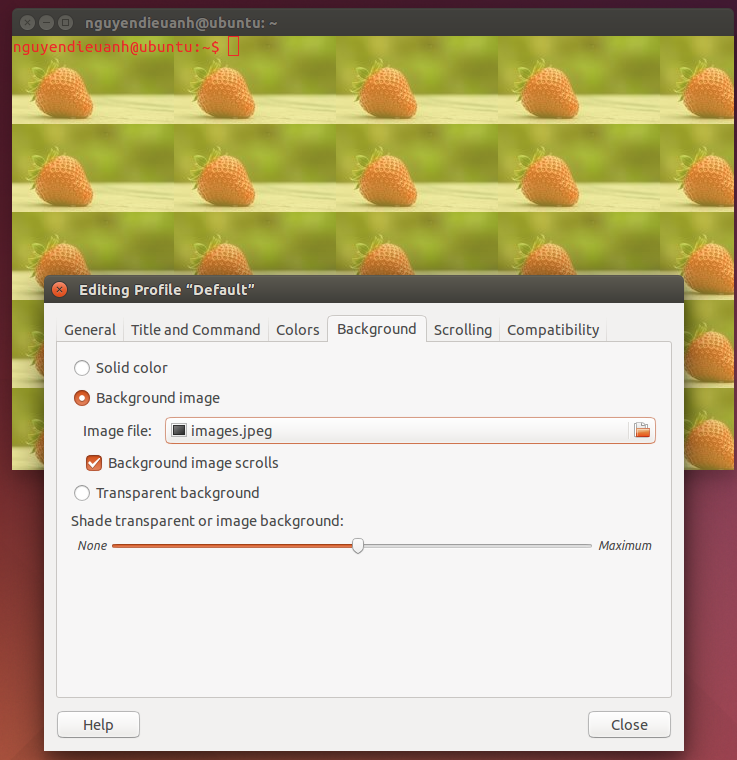 nguyendieuanh@ubuntu: ~
nguyendieuanh@ubuntu:~$
Editing Profile “Default”
General Title and Command Colors Background Scrolling Compatibility
Solid color
Background image
Image file: images.jpeg
Background image scrolls
Transparent background
Shade transparent or image background:
None Maximum
Help Close